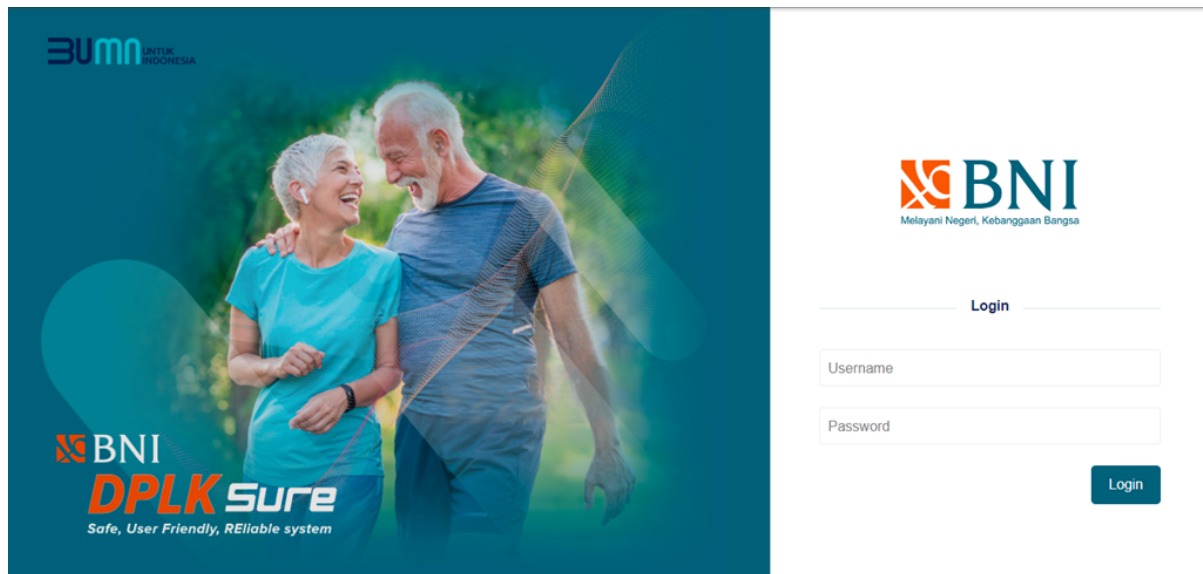 BUMN UNTUK
INDONESIA
BNI
DPLK Sure
Safe, User Friendly, REliable system
BNI
Melayani Negeri, Kebanggaan Bangsa
Login
Username
Password
Login